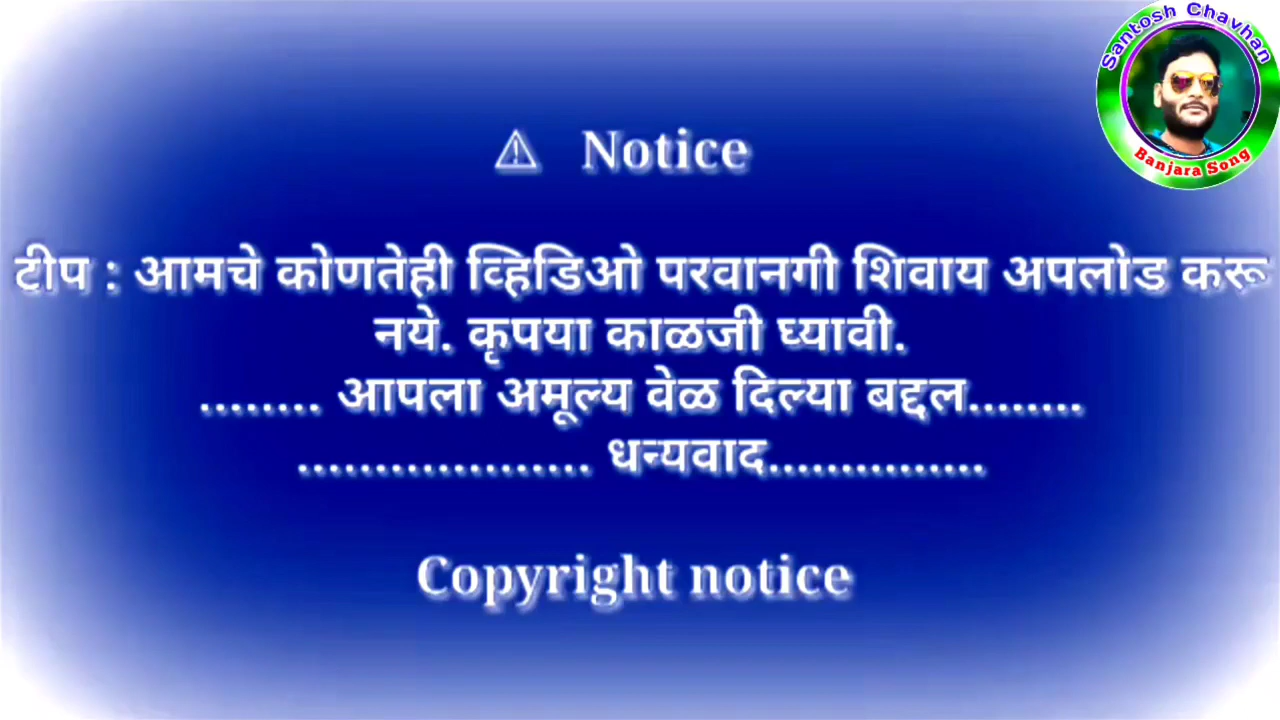 Santosh Chavhan
Banjara Song
⚠ Notice
टीप : आमचे कोणतेही व्हिडिओ परवानगी शिवाय अपलोड करू
नये. कृपया काळजी घ्यावी.
........ आपला अमूल्य वेळ दिल्या बद्दल........
................... धन्यवाद...............
Copyright notice